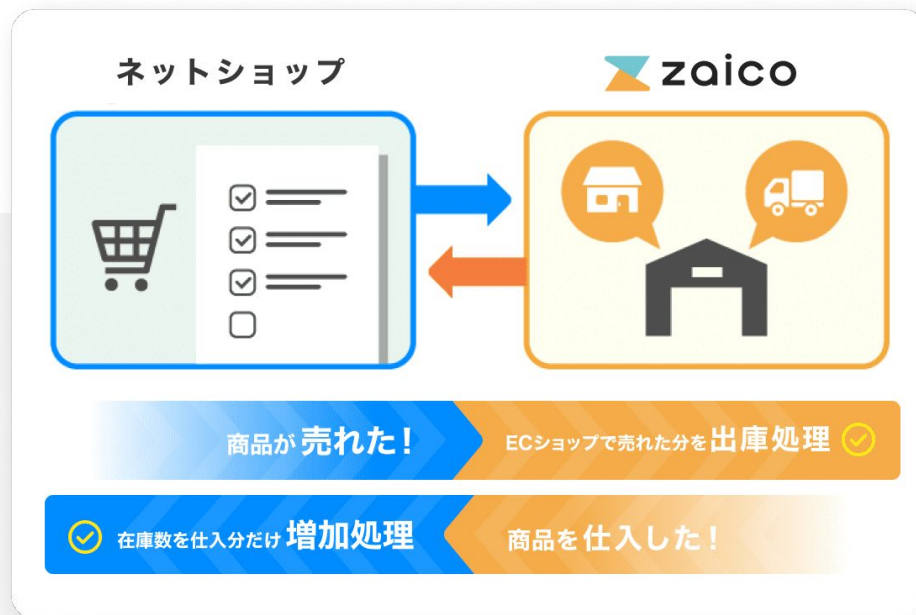 ネットショップ
zaico
商品が売れた!
ECショップで売れた分を出庫処理
在庫数を仕入分だけ増加処理
商品を仕入した!